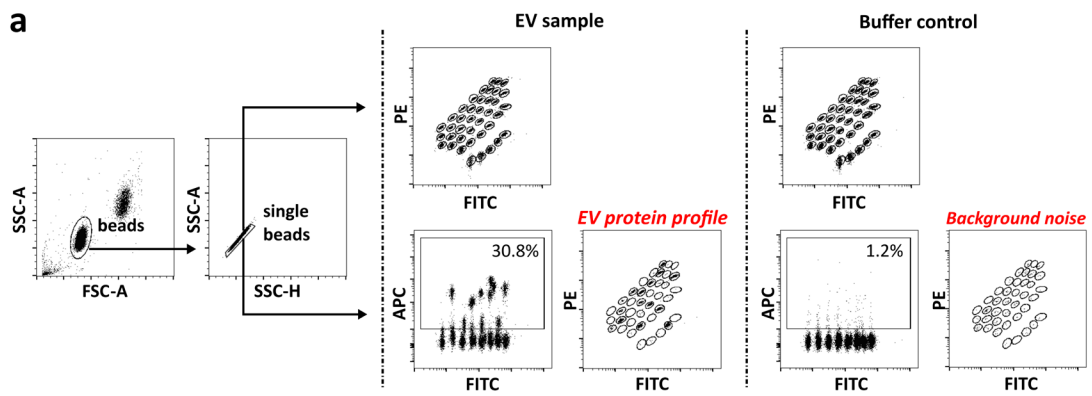 a
EV sample
Buffer control
PE
FITC
PE
FITC
SSC-A
beads
FSC-A
SSC-A
single
beads
SSC-H
EV protein profile
Background noise
APC
30.8%
FITC
PE
FITC
APC
1.2%
FITC
PE
FITC